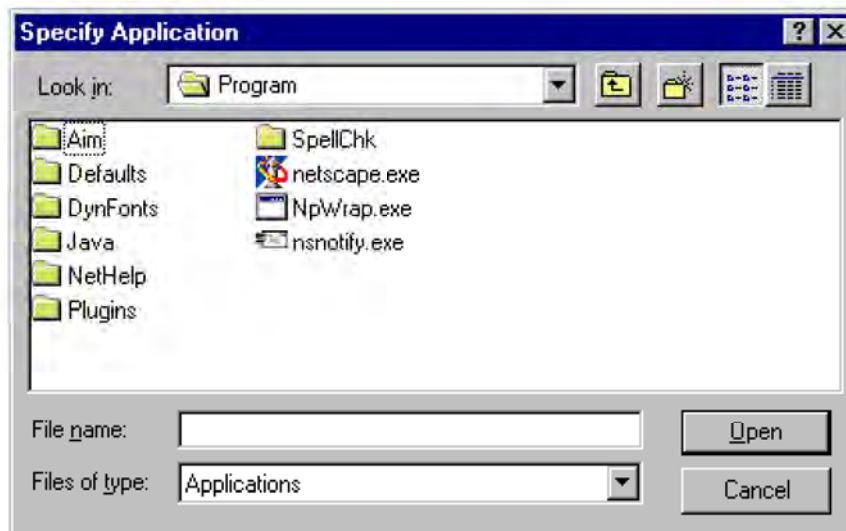 Specify Application
Look in: Program
Aim SpellChk
Defaults netscape.exe
DynFonts NpWrap.exe
Java nsnotify.exe
NetHelp
Plugins
File name: Open
Files of type: Applications Cancel